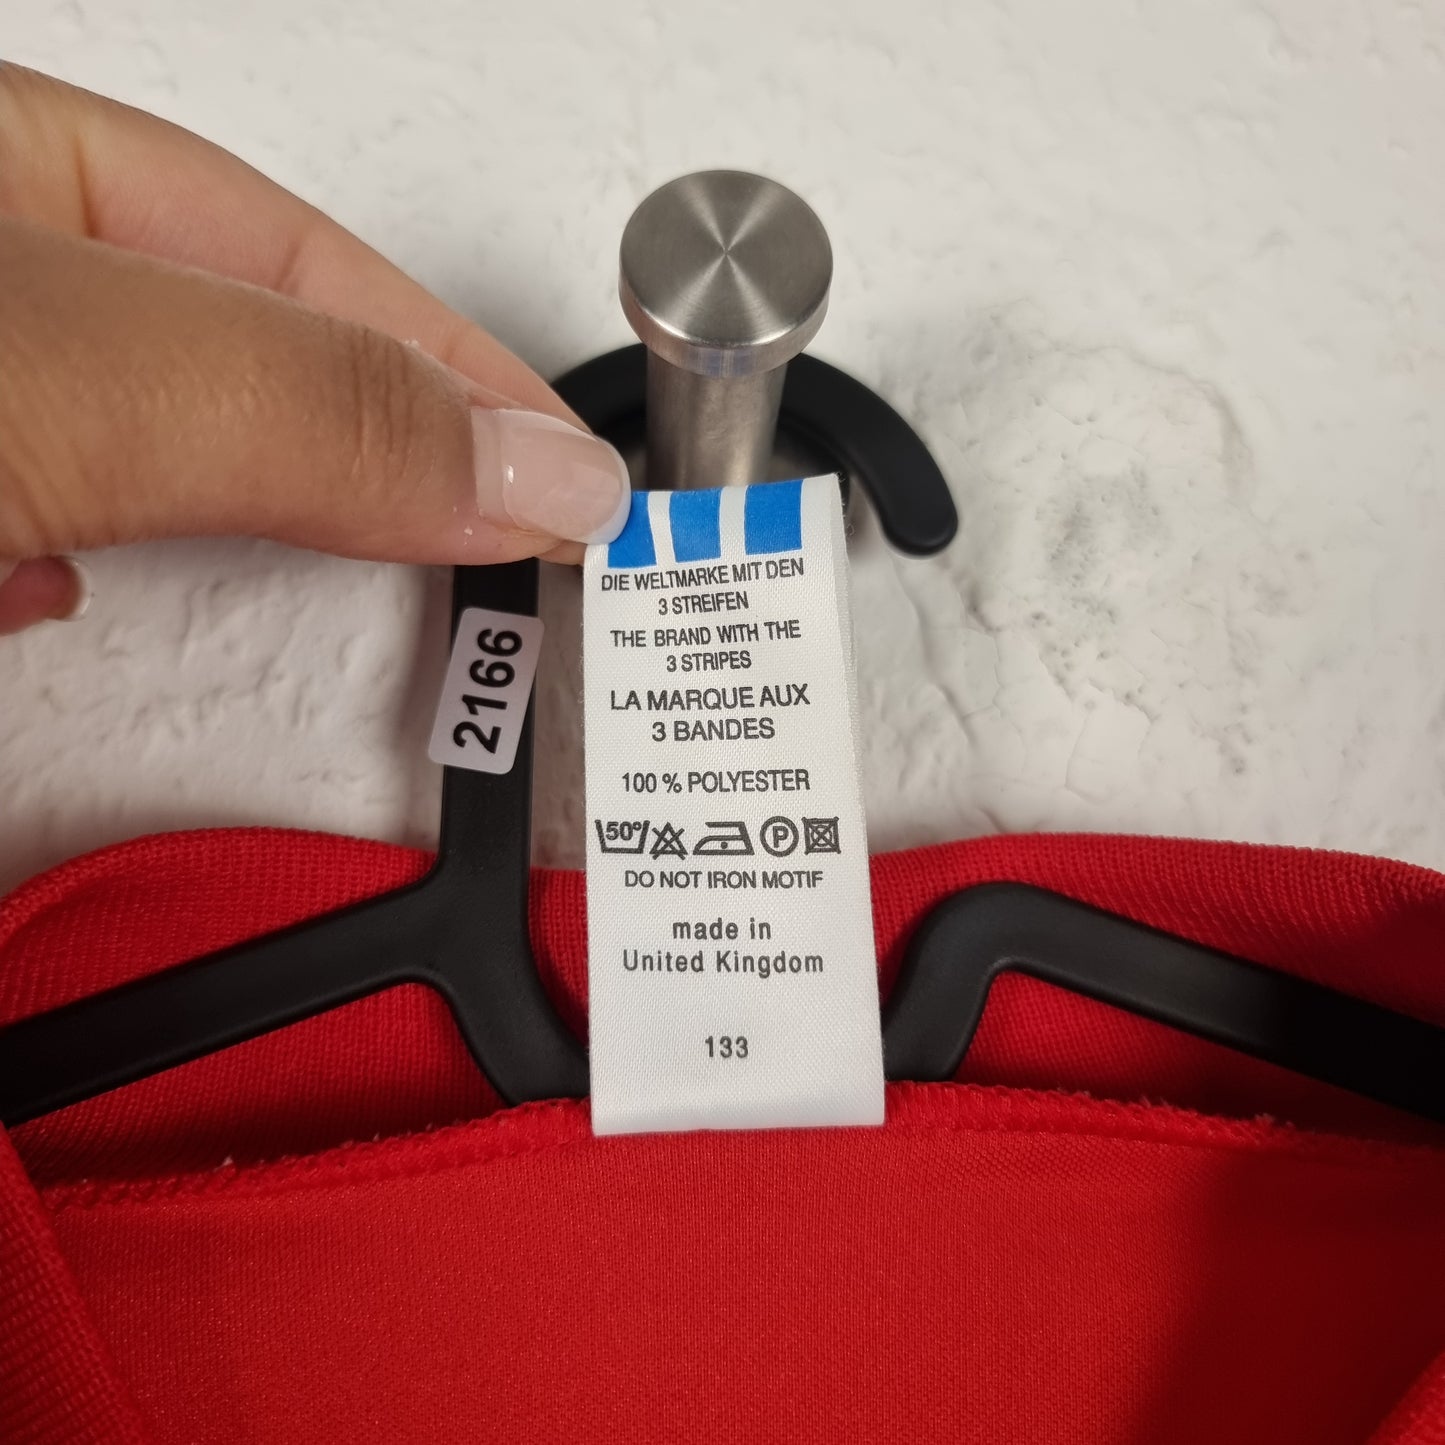 DIE WELTMARKE MIT DEN
3 STREIFEN
THE BRAND WITH THE
3 STRIPES
LA MARQUE AUX
3 BANDES
100 % POLYESTER
50° P
DO NOT IRON MOTIF
made in
United Kingdom
133
2166